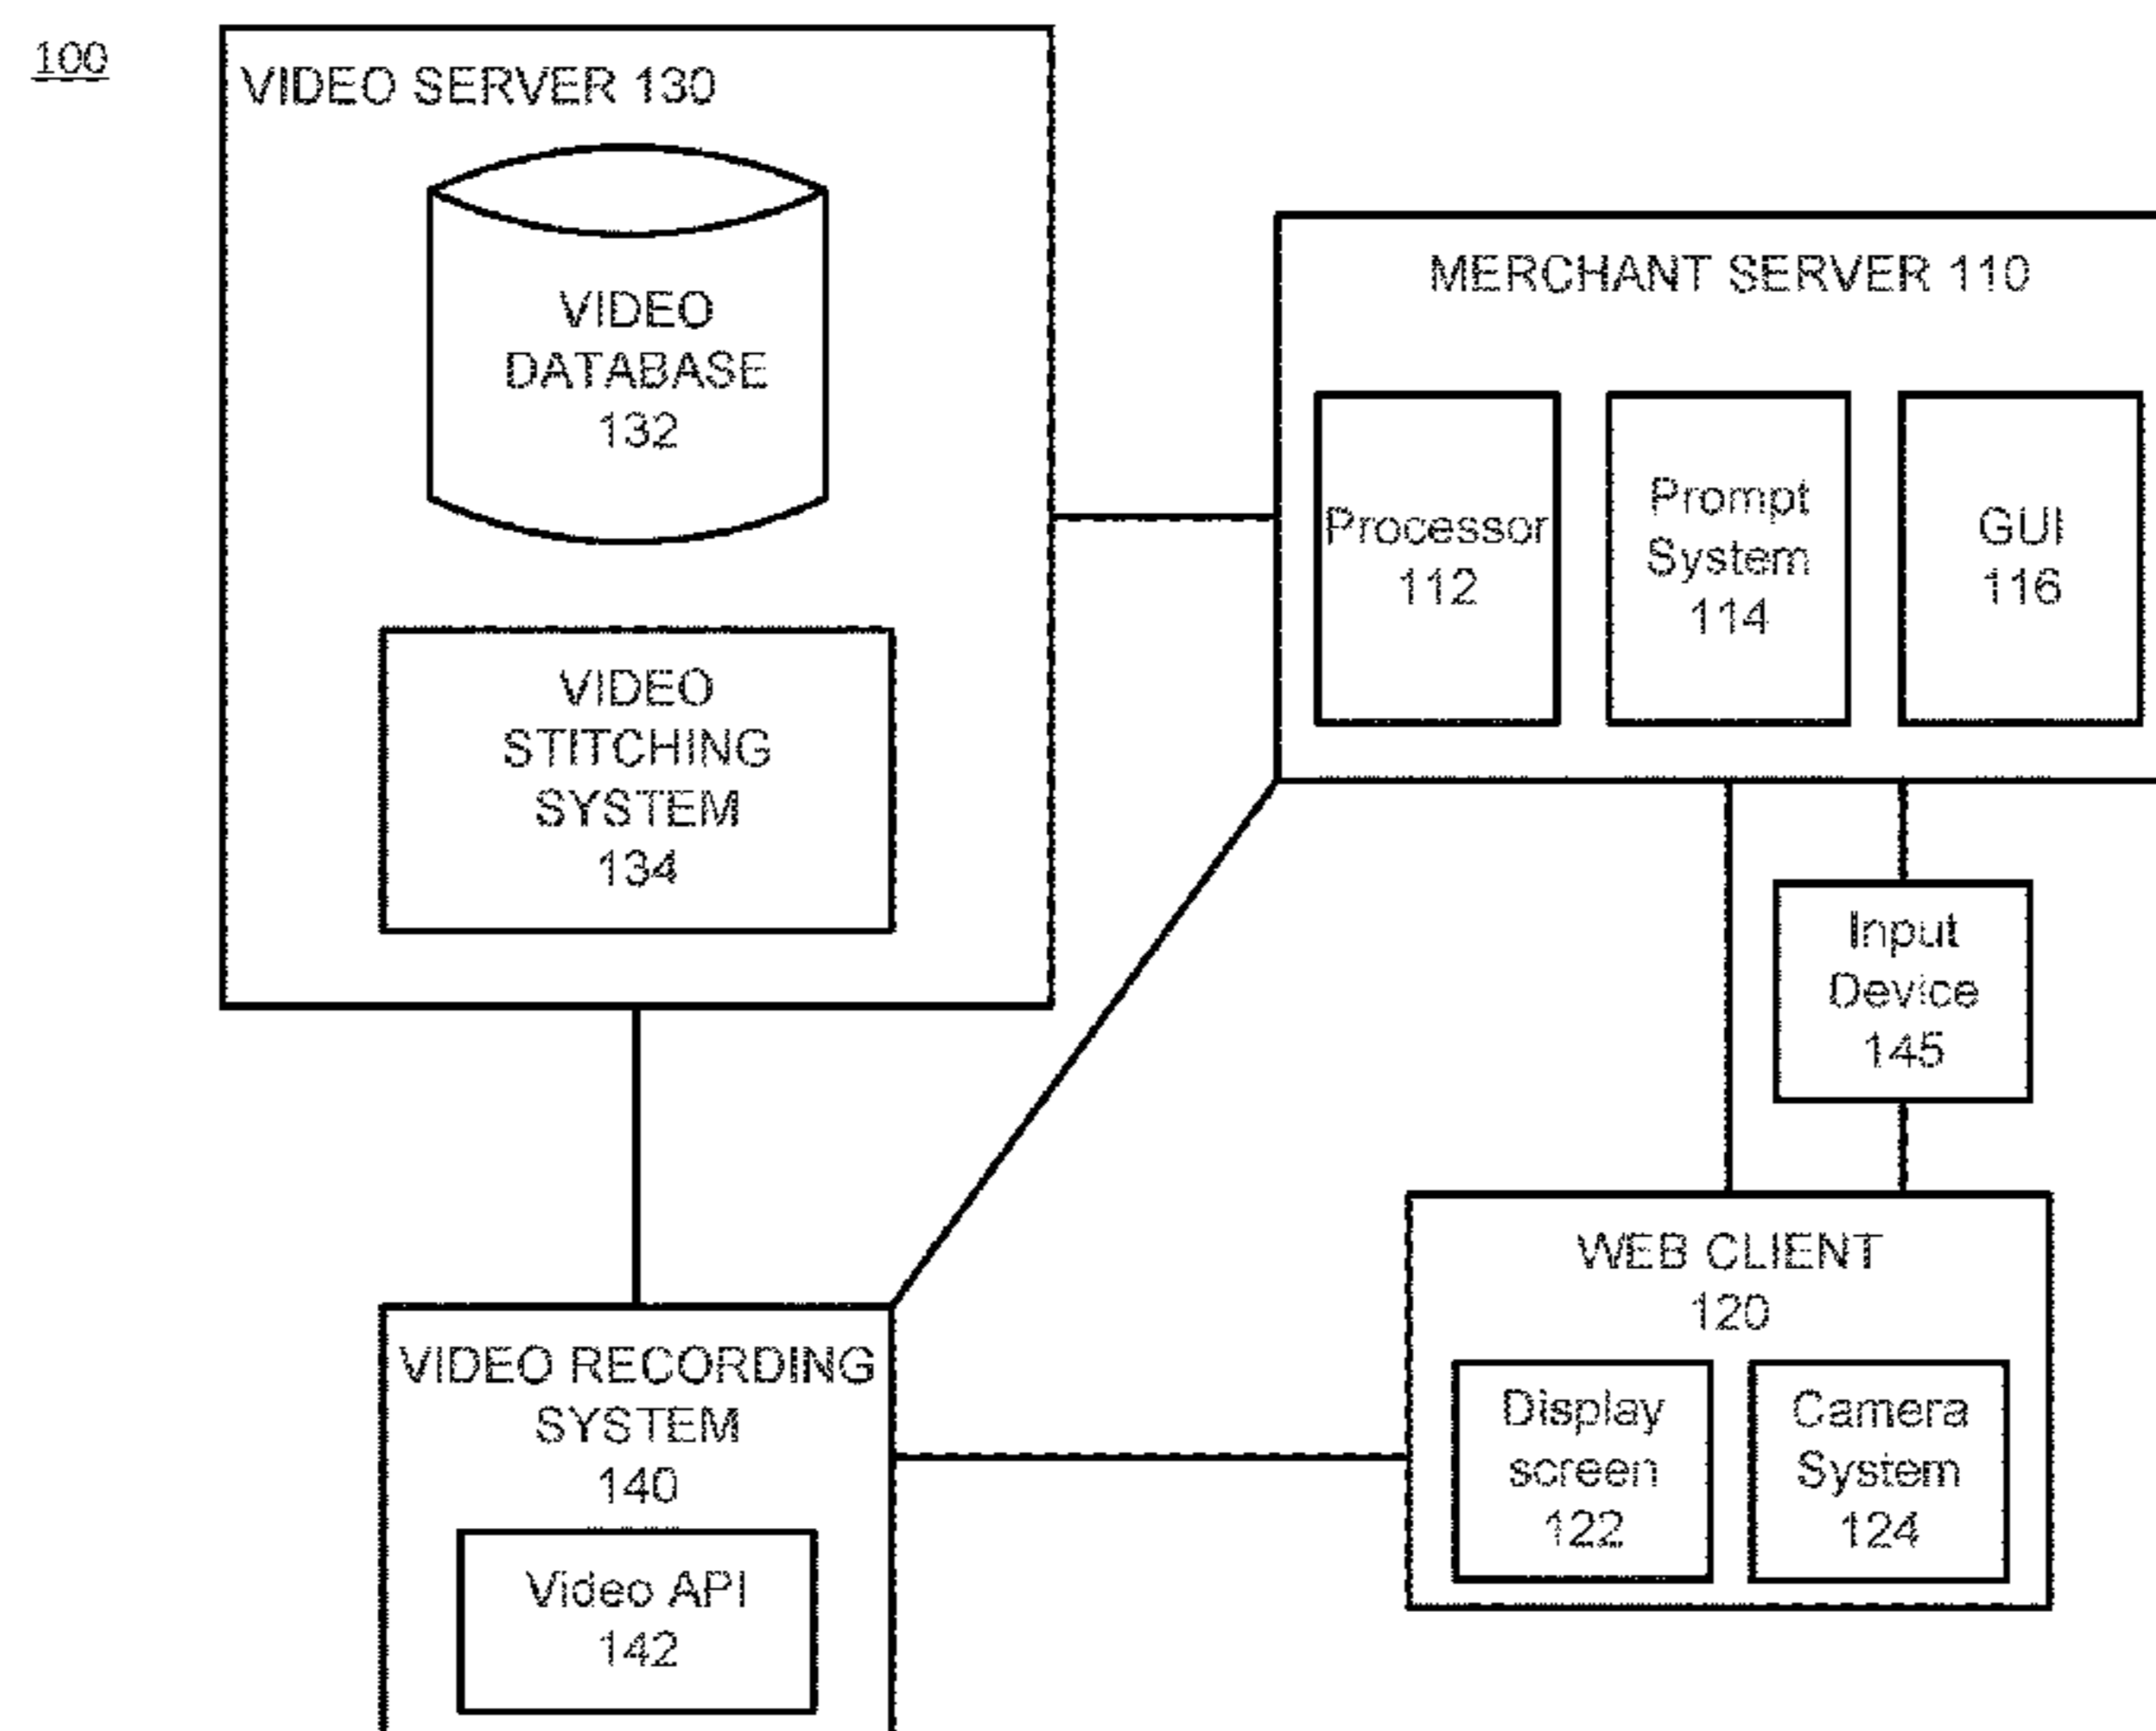 100
VIDEO SERVER 130
VIDEO
DATABASE
132
VIDEO
STITCHING
SYSTEM
134
MERCHANT SERVER 110
Processor
112
Prompt
System
114
GUI
116
Input
Device
145
WEB CLIENT
120
Display
screen
122
Camera
System
124
VIDEO RECORDING
SYSTEM
140
Video API
142